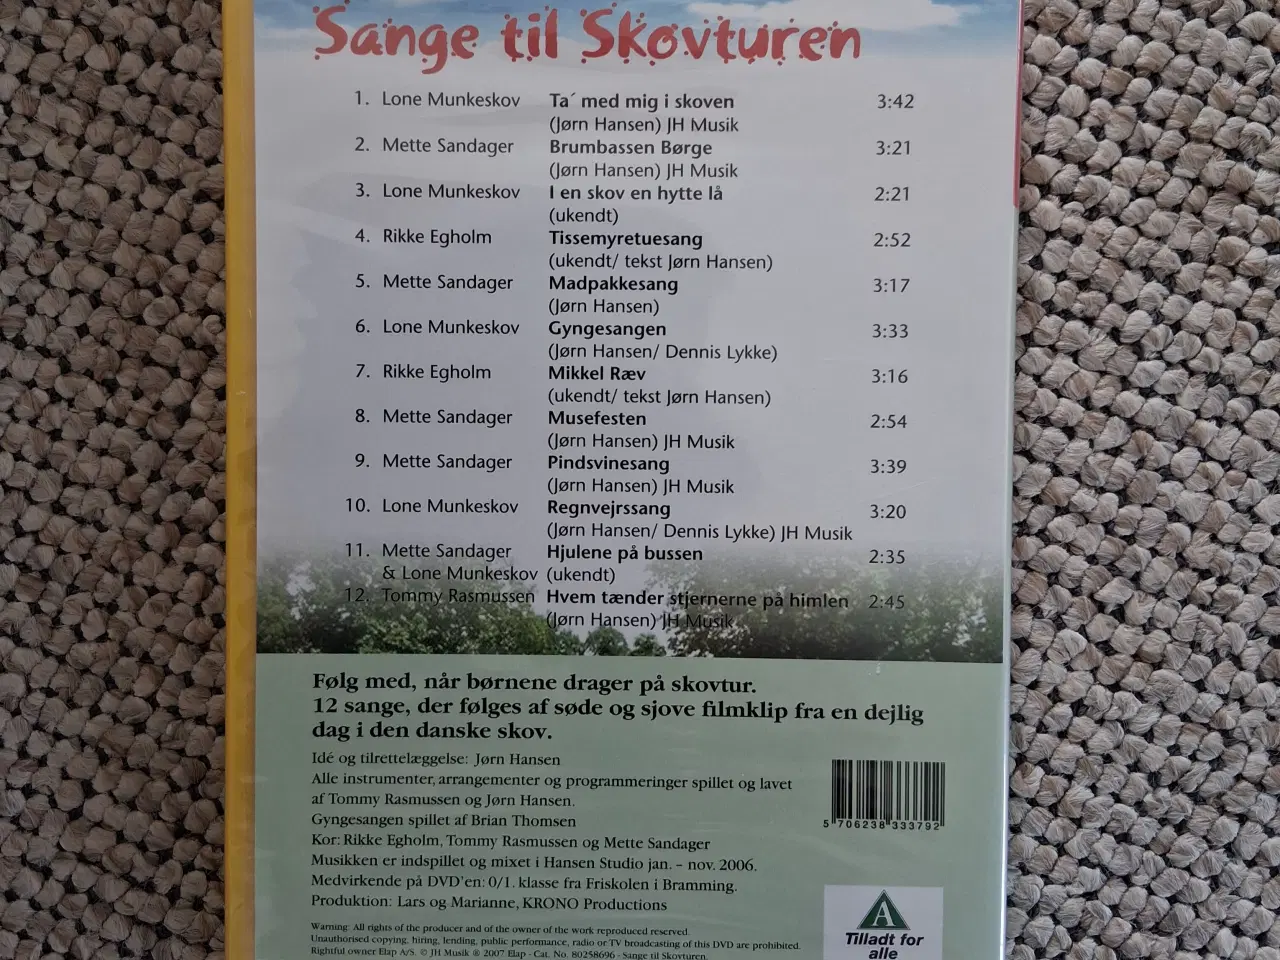 Sange til Skovturen
1. Lone Munkeskov Ta´ med mig i skoven 3:42
(Jørn Hansen) JH Musik
2. Mette Sandager Brumbassen Børge 3:21
(Jørn Hansen) JH Musik
3. Lone Munkeskov I en skov en hytte lå 2:21
(ukendt)
4. Rikke Egholm Tissemyretuesang 2:52
(ukendt/ tekst Jørn Hansen)
5. Mette Sandager Madpakkesang 3:17
(Jørn Hansen)
6. Lone Munkeskov Gyngesangen 3:33
(Jørn Hansen/ Dennis Lykke)
7. Rikke Egholm Mikkel Ræv 3:16
(ukendt/ tekst Jørn Hansen)
8. Mette Sandager Musefesten 2:54
(Jørn Hansen) JH Musik
9. Mette Sandager Pindsvinesang 3:39
(Jørn Hansen) JH Musik
10. Lone Munkeskov Regnvejrssang 3:20
(Jørn Hansen/ Dennis Lykke) JH Musik
11. Mette Sandager Hjulene på bussen 2:35
& Lone Munkeskov (ukendt)
12. Tommy Rasmussen Hvem tænder stjernerne på himlen 2:45
(Jørn Hansen) JH Musik
Følg med, når børnene drager på skovtur.
12 sange, der følges af søde og sjove filmklip fra en dejlig
dag i den danske skov.
Idé og tilrettelæggelse: Jørn Hansen
Alle instrumenter, arrangementer og programmeringer spillet og lavet
af Tommy Rasmussen og Jørn Hansen.
Gyngesangen spillet af Brian Thomsen
Kor: Rikke Egholm, Tommy Rasmussen og Mette Sandager
Musikken er indspillet og mixet i Hansen Studio jan. – nov. 2006.
Medvirkende på DVD'en: 0/1. klasse fra Friskolen i Bramming.
Produktion: Lars og Marianne, KRONO Productions
5 706238 333792
A
Tilladt for
alle
Warning: All rights of the producer and of the owner of the work reproduced reserved.
Unauthorised copying, hiring, lending, public performance, radio or TV broadcasting of this DVD are prohibited.
Rightful owner Elap A/S. © JH Musik ® 2007 Elap · Cat. No. 80258696 · Sange til Skovturen.